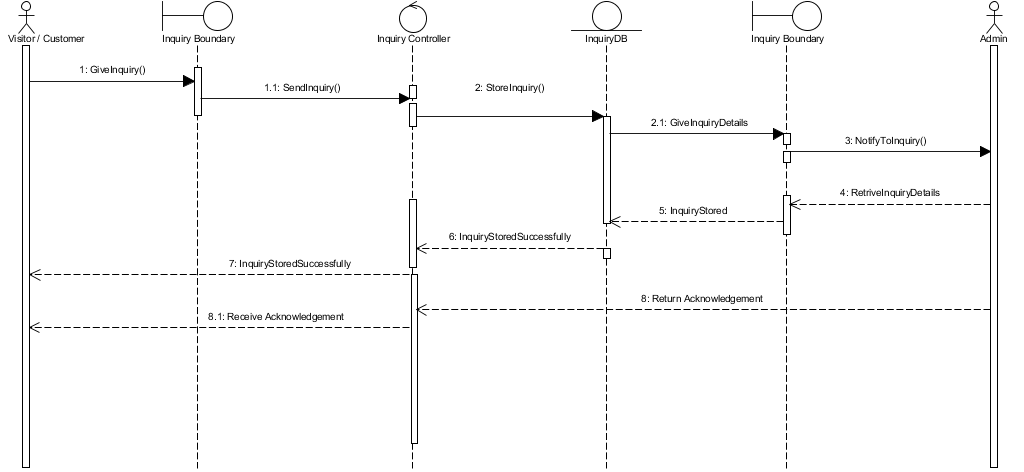 Visitor / Customer
Inquiry Boundary
Inquiry Controller
InquiryDB
Inquiry Boundary
Admin
1: GiveInquiry()
1.1: SendInquiry()
2: StoreInquiry()
2.1: GiveInquiryDetails
3: NotifyToInquiry()
4: RetriveInquiryDetails
5: InquiryStored
6: InquiryStoredSuccessfully
7: InquiryStoredSuccessfully
8: Return Acknowledgement
8.1: Receive Acknowledgement